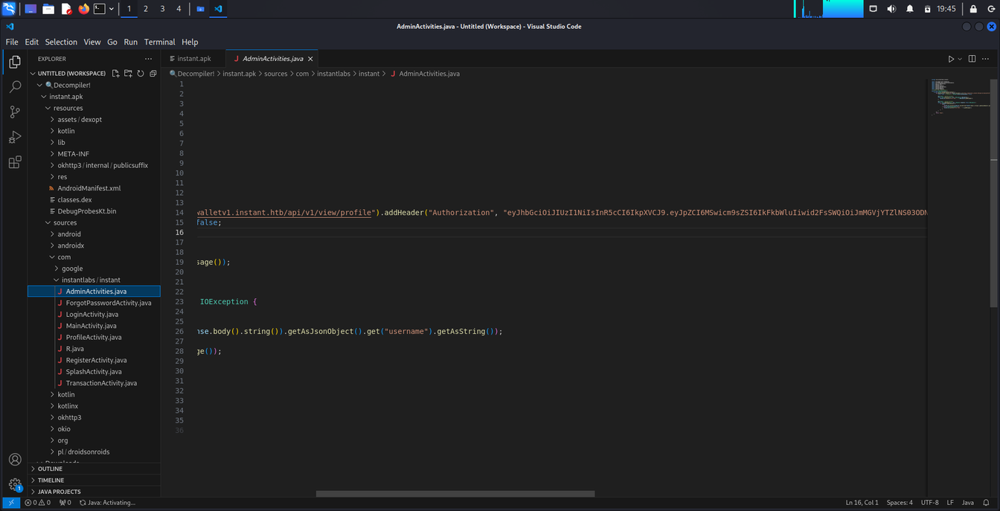 1 2 3 4 19:45
AdminActivities.java - Untitled (Workspace) - Visual Studio Code
File Edit Selection View Go Run Terminal Help
EXPLORER
UNTITLED (WORKSPACE)
Decompiler!
instant.apk
resources
assets / dexopt
kotlin
lib
META-INF
okhttp3 / internal / publicsuffix
res
AndroidManifest.xml
classes.dex
DebugProbesKt.bin
sources
android
androidx
com
google
instantlabs / instant
AdminActivities.java
ForgotPasswordActivity.java
LoginActivity.java
MainActivity.java
ProfileActivity.java
R.java
RegisterActivity.java
SplashActivity.java
TransactionActivity.java
kotlin
kotlinx
okhttp3
okio
org
pl / droidsonroids
OUTLINE
TIMELINE
JAVA PROJECTS
instant.apk AdminActivities.java
Decompiler! > instant.apk > sources > com > instantlabs > instant > AdminActivities.java
1
2
3
4
5
6
7
8
9
10
11
12
13
14 walletv1.instant.htb/api/v1/view/profile").addHeader("Authorization", "eyJhbGciOiJIUzI1NiIsInR5cCI6IkpXVCJ9.eyJpZCI6MSwicm9sZSI6IkFkbWluIiwid2FsSWQiOiJmMGVjYTZlNS03ODN
15 false;
16
17
18
19 sage());
20
21
22
23 IOException {
24
25
26 nse.body().string()).getAsJsonObject().get("username").getAsString());
27
28 ge());
29
30
31
32
33
34
35
36
0 0 0 Java: Activating... Ln 16, Col 1 Spaces: 4 UTF-8 LF Java